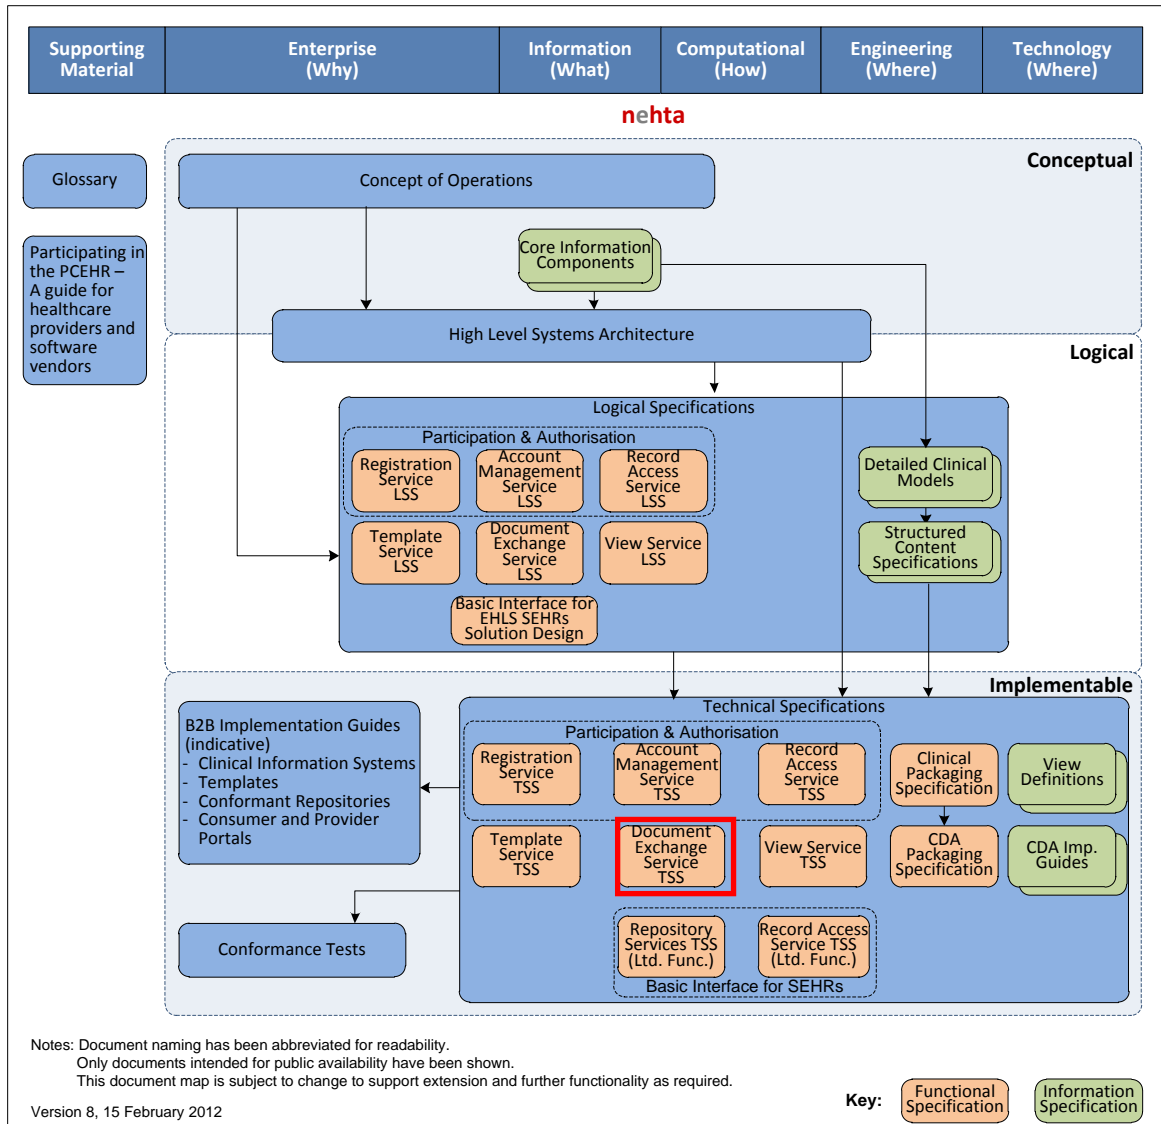 Supporting
Material
Enterprise
(Why)
Information
(What)
Computational
(How)
Engineering
(Where)
Technology
(Where)
nehta
Conceptual
Glossary
Concept of Operations
Participating in
the PCEHR –
A guide for
healthcare
providers and
software
vendors
Core Information
Components
High Level Systems Architecture
Logical
Logical Specifications
Participation & Authorisation
Registration
Service
LSS
Account
Management
Service
LSS
Record
Access
Service
LSS
Detailed Clinical
Models
Template
Service
LSS
Document
Exchange
Service
LSS
View Service
LSS
Structured
Content
Specifications
Basic Interface for
EHLS SEHRs
Solution Design
Implementable
Technical Specifications
B2B Implementation Guides
(indicative)
- Clinical Information Systems
- Templates
- Conformant Repositories
- Consumer and Provider
Portals
Participation & Authorisation
Registration
Service
TSS
Account
Management
Service
TSS
Record
Access
Service
TSS
Clinical
Packaging
Specification
View
Definitions
Template
Service
TSS
Document
Exchange
Service
TSS
View Service
TSS
CDA
Packaging
Specification
CDA Imp.
Guides
Conformance Tests
Repository
Services TSS
(Ltd. Func.)
Record Access
Service TSS
(Ltd. Func.)
Basic Interface for SEHRs
Notes: Document naming has been abbreviated for readability.
Only documents intended for public availability have been shown.
This document map is subject to change to support extension and further functionality as required.
Version 8, 15 February 2012
Key:
Functional
Specification
Information
Specification